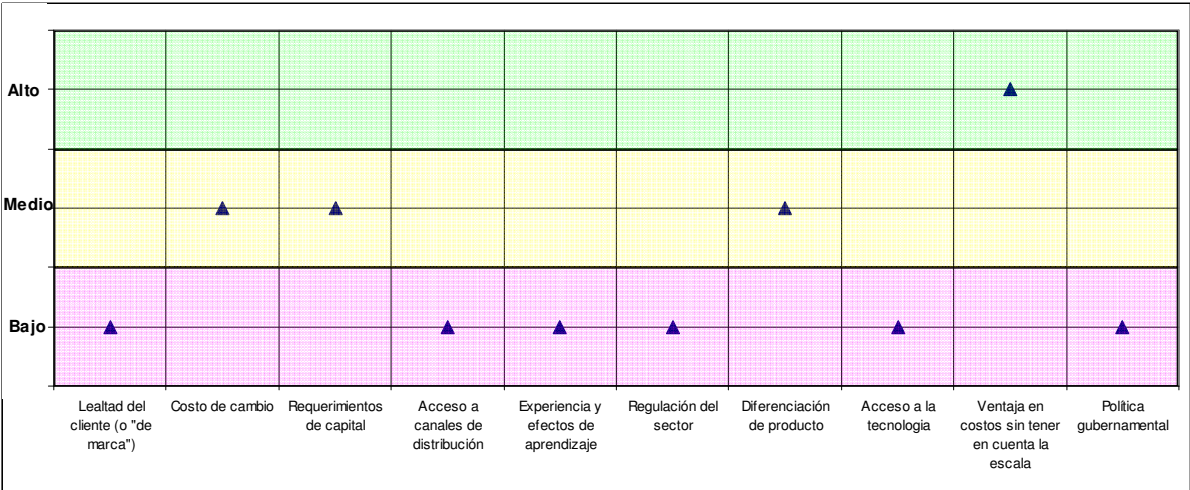 Alto
Medio
Bajo
Lealtad del
cliente (o "de
marca")
Costo de cambio
Requerimientos
de capital
Acceso a
canales de
distribución
Experiencia y
efectos de
aprendizaje
Regulación del
sector
Diferenciación
de producto
Acceso a la
tecnologia
Ventaja en
costos sin tener
en cuenta la
escala
Política
gubernamental